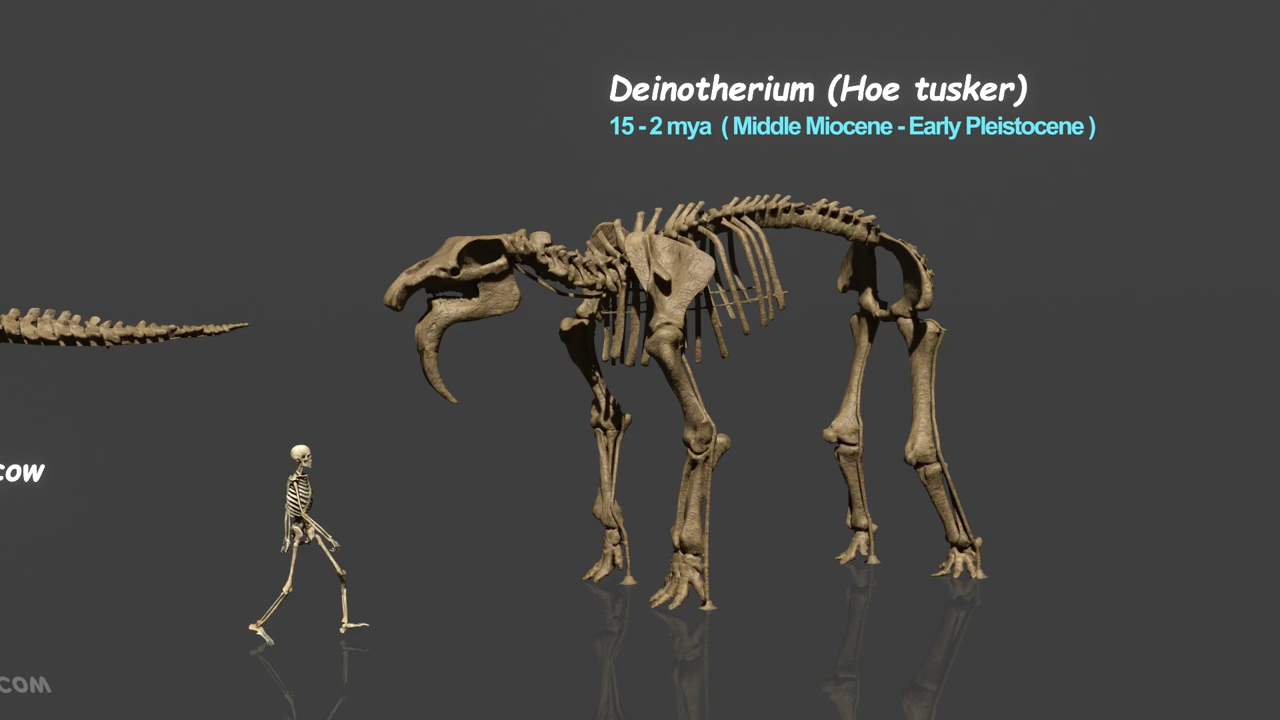 Deinotherium (Hoe tusker)
15 - 2 mya ( Middle Miocene - Early Pleistocene )
cow
COM